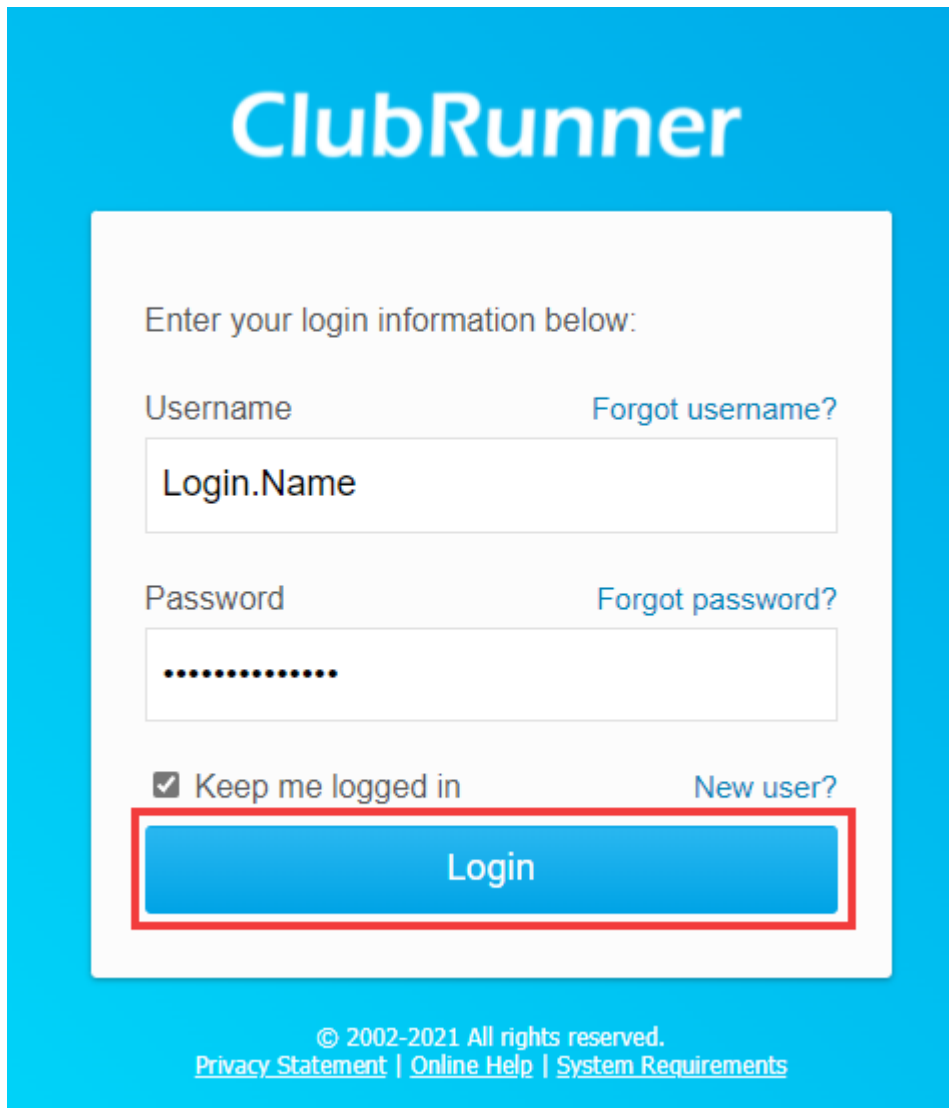 ClubRunner
Enter your login information below:
Username Forgot username?
Login.Name
Password Forgot password?
••••••••••••••
Keep me logged in New user?
Login
© 2002-2021 All rights reserved.
Privacy Statement | Online Help | System Requirements